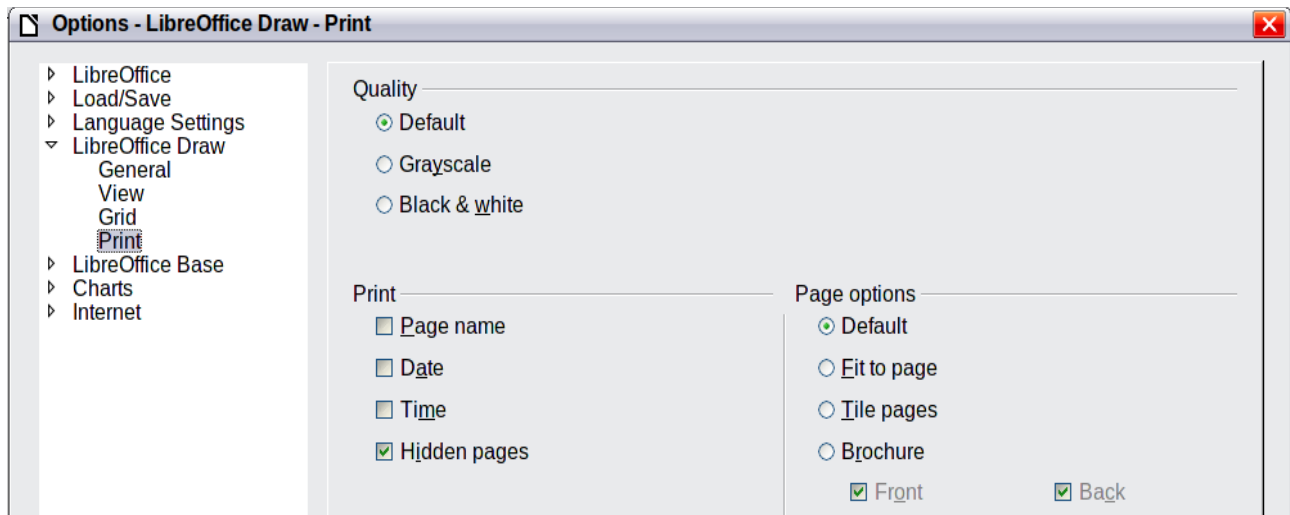 Options - LibreOffice Draw - Print
LibreOffice
Load/Save
Language Settings
LibreOffice Draw
General
View
Grid
Print
LibreOffice Base
Charts
Internet
Quality
Default
Grayscale
Black & white
Print
Page name
Date
Time
Hidden pages
Page options
Default
Fit to page
Tile pages
Brochure
Front
Back